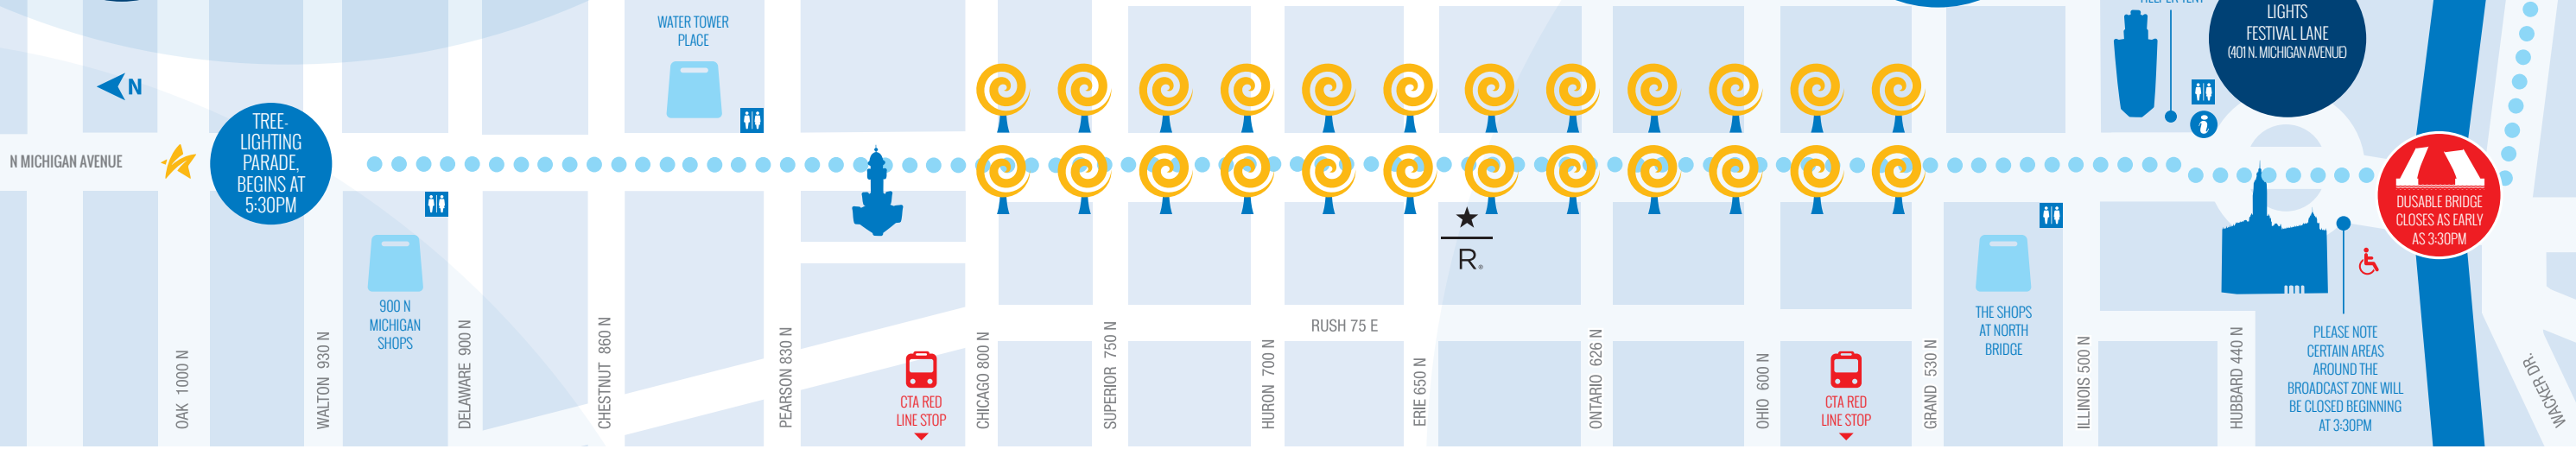 WATER TOWER
PLACE
HELPER TENT
LIGHTS
FESTIVAL LANE
(401 N. MICHIGAN AVENUE)
N
TREE-
LIGHTING
PARADE,
BEGINS AT
5:30PM
N MICHIGAN AVENUE
i
DUSABLE BRIDGE
CLOSES AS EARLY
AS 3:30PM
R
900 N
MICHIGAN
SHOPS
THE SHOPS
AT NORTH
BRIDGE
RUSH 75 E
PLEASE NOTE
CERTAIN AREAS
AROUND THE
BROADCAST ZONE WILL
BE CLOSED BEGINNING
AT 3:30PM
CTA RED
LINE STOP
CTA RED
LINE STOP
OAK 1000 N
WALTON 930 N
DELAWARE 900 N
CHESTNUT 860 N
PEARSON 830 N
CHICAGO 800 N
SUPERIOR 750 N
HURON 700 N
ERIE 650 N
ONTARIO 626 N
OHIO 600 N
GRAND 530 N
ILLINOIS 500 N
HUBBARD 440 N
WACKER DR.